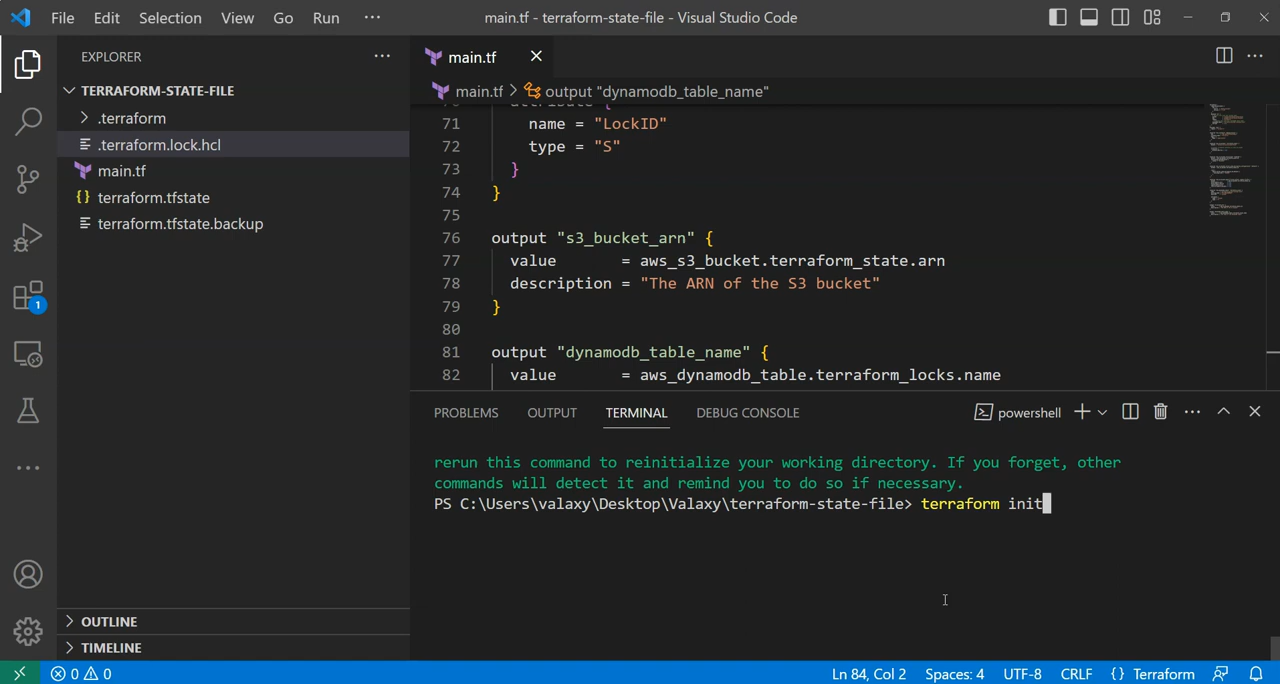 File Edit Selection View Go Run ···
main.tf - terraform-state-file - Visual Studio Code
EXPLORER
TERRAFORM-STATE-FILE
.terraform
.terraform.lock.hcl
main.tf
terraform.tfstate
terraform.tfstate.backup
OUTLINE
TIMELINE
1
main.tf
main.tf > output "dynamodb_table_name"
70 attribute {
71 name = "LockID"
72 type = "S"
73 }
74 }
75
76 output "s3_bucket_arn" {
77 value = aws_s3_bucket.terraform_state.arn
78 description = "The ARN of the S3 bucket"
79 }
80
81 output "dynamodb_table_name" {
82 value = aws_dynamodb_table.terraform_locks.name
PROBLEMS OUTPUT TERMINAL DEBUG CONSOLE powershell
rerun this command to reinitialize your working directory. If you forget, other
commands will detect it and remind you to do so if necessary.
PS C:\Users\valaxy\Desktop\Valaxy\terraform-state-file> terraform init
0 0 Ln 84, Col 2 Spaces: 4 UTF-8 CRLF {} Terraform